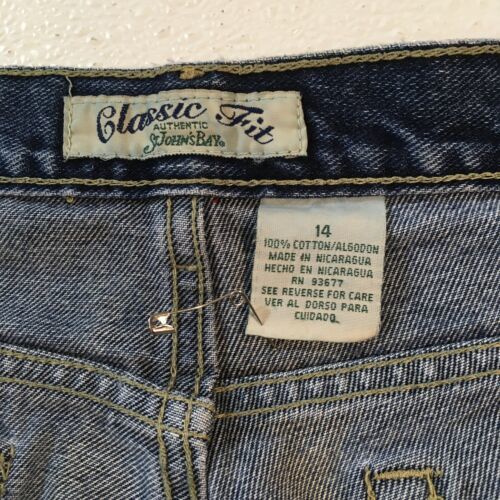 Classic Fit
AUTHENTIC
ST. JOHN'S BAY®
14
100% COTTON/ALGODON
MADE IN NICARAGUA
HECHO EN NICARAGUA
RN 93677
SEE REVERSE FOR CARE
VER AL DORSO PARA
CUIDADO